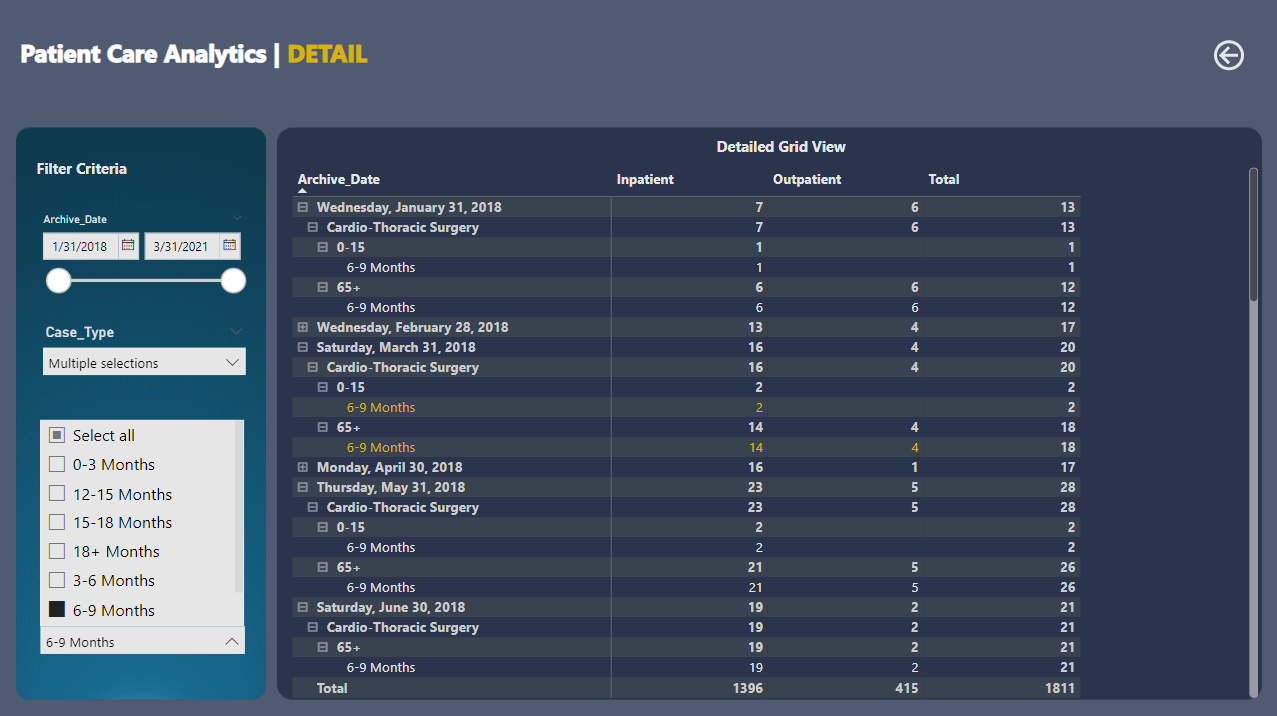 Patient Care Analytics | DETAIL
Filter Criteria
Archive_Date
1/31/2018 3/31/2021
Case_Type
Multiple selections
Select all
0-3 Months
12-15 Months
15-18 Months
18+ Months
3-6 Months
6-9 Months
6-9 Months
Detailed Grid View
Archive_Date Inpatient Outpatient Total
Wednesday, January 31, 2018 7 6 13
Cardio-Thoracic Surgery 7 6 13
0-15 1 1
6-9 Months 1 1
65+ 6 6 12
6-9 Months 6 6 12
Wednesday, February 28, 2018 13 4 17
Saturday, March 31, 2018 16 4 20
Cardio-Thoracic Surgery 16 4 20
0-15 2 2
6-9 Months 2 2
65+ 14 4 18
6-9 Months 14 4 18
Monday, April 30, 2018 16 1 17
Thursday, May 31, 2018 23 5 28
Cardio-Thoracic Surgery 23 5 28
0-15 2 2
6-9 Months 2 2
65+ 21 5 26
6-9 Months 21 5 26
Saturday, June 30, 2018 19 2 21
Cardio-Thoracic Surgery 19 2 21
65+ 19 2 21
6-9 Months 19 2 21
Total 1396 415 1811